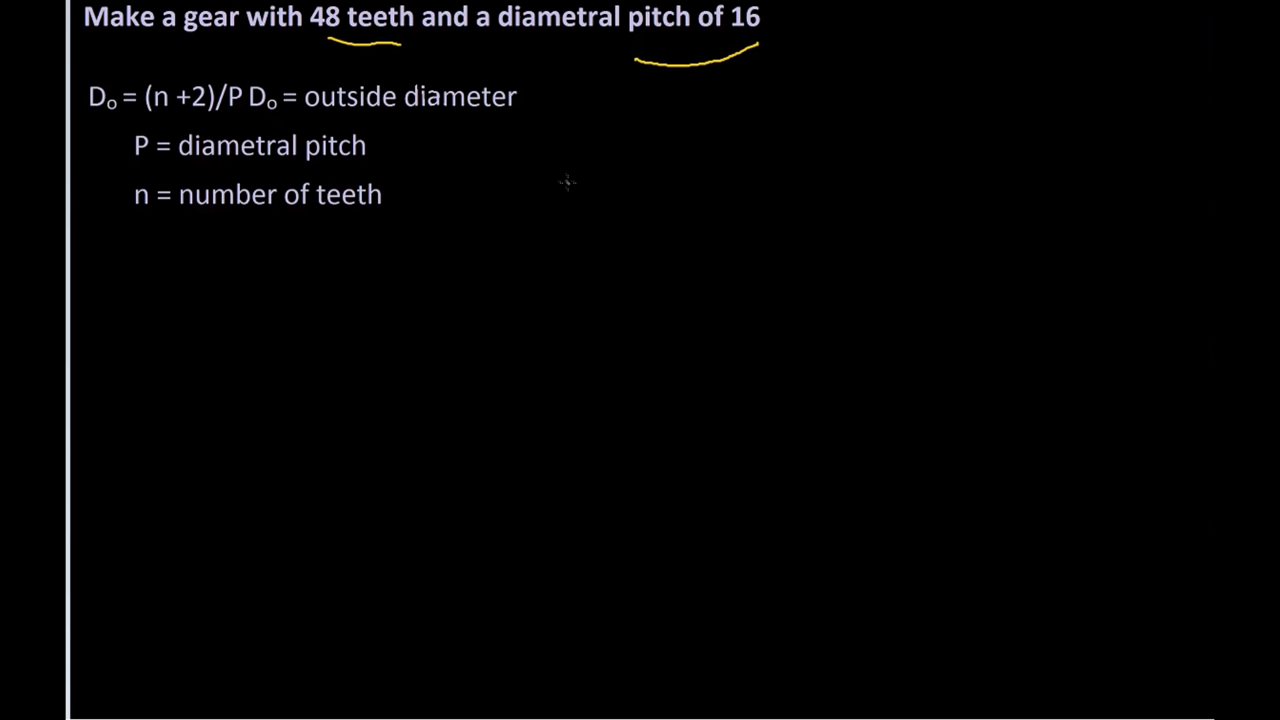 Make a gear with 48 teeth and a diametral pitch of 16
Dₒ = (n +2)/P Dₒ = outside diameter
P = diametral pitch
n = number of teeth